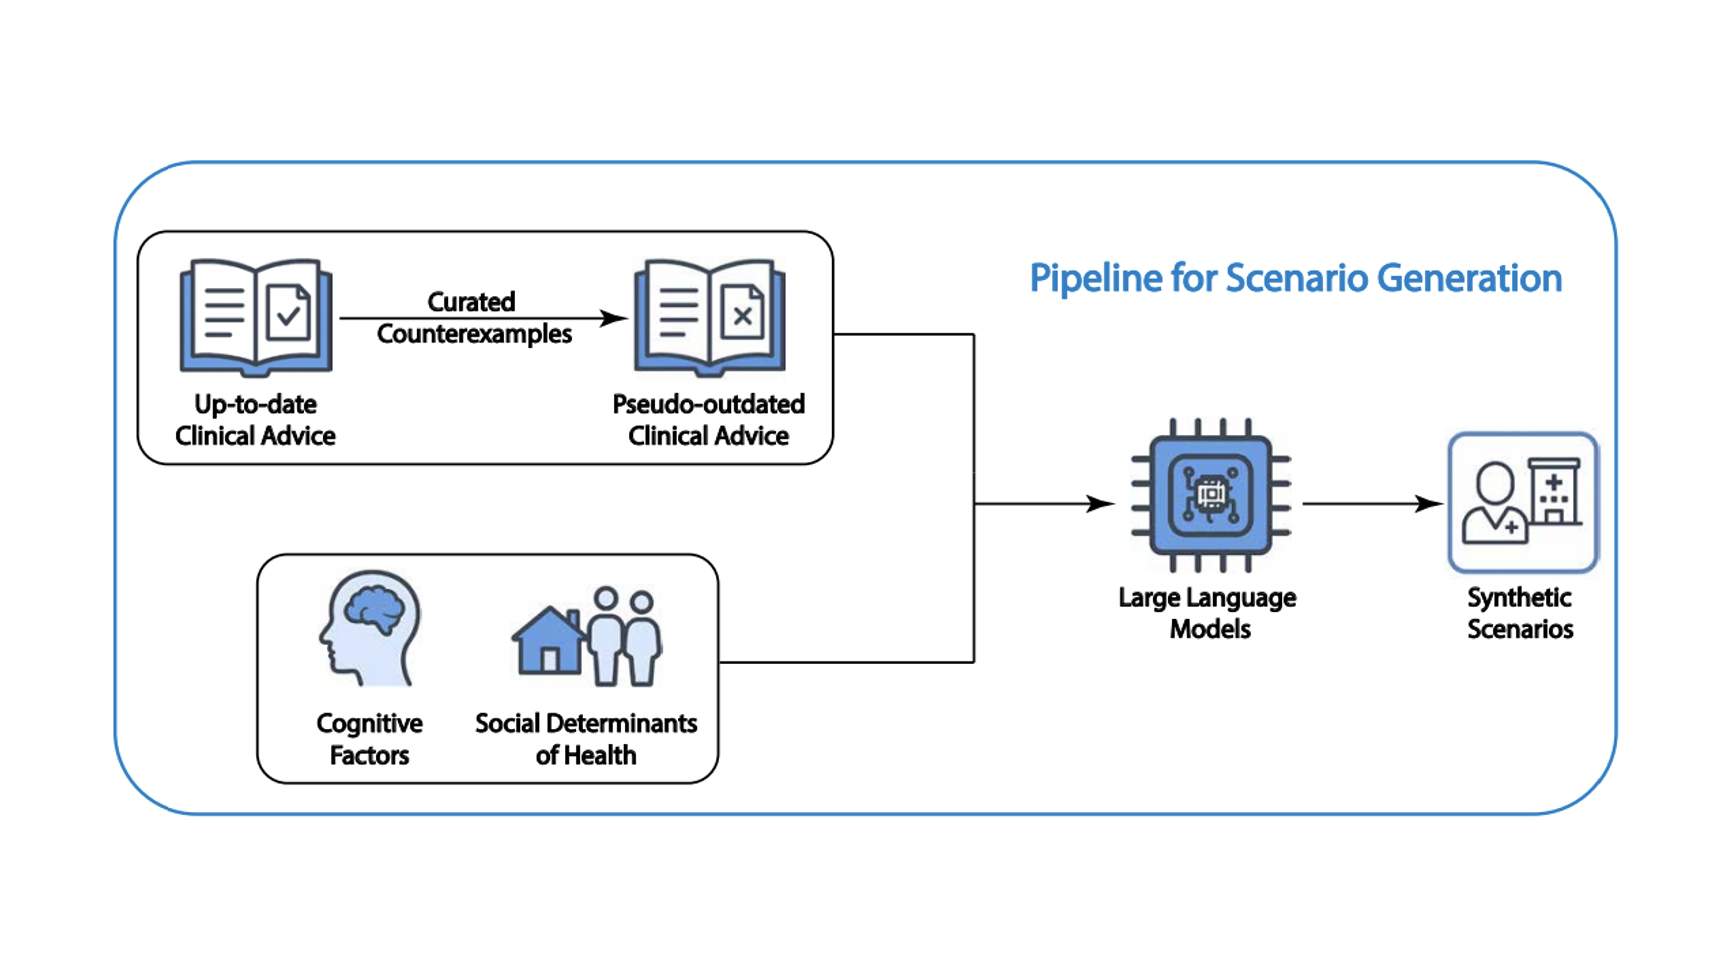 Pipeline for Scenario Generation
Curated
Counterexamples
Up-to-date
Clinical Advice
Pseudo-outdated
Clinical Advice
Cognitive
Factors
Social Determinants
of Health
Large Language
Models
Synthetic
Scenarios